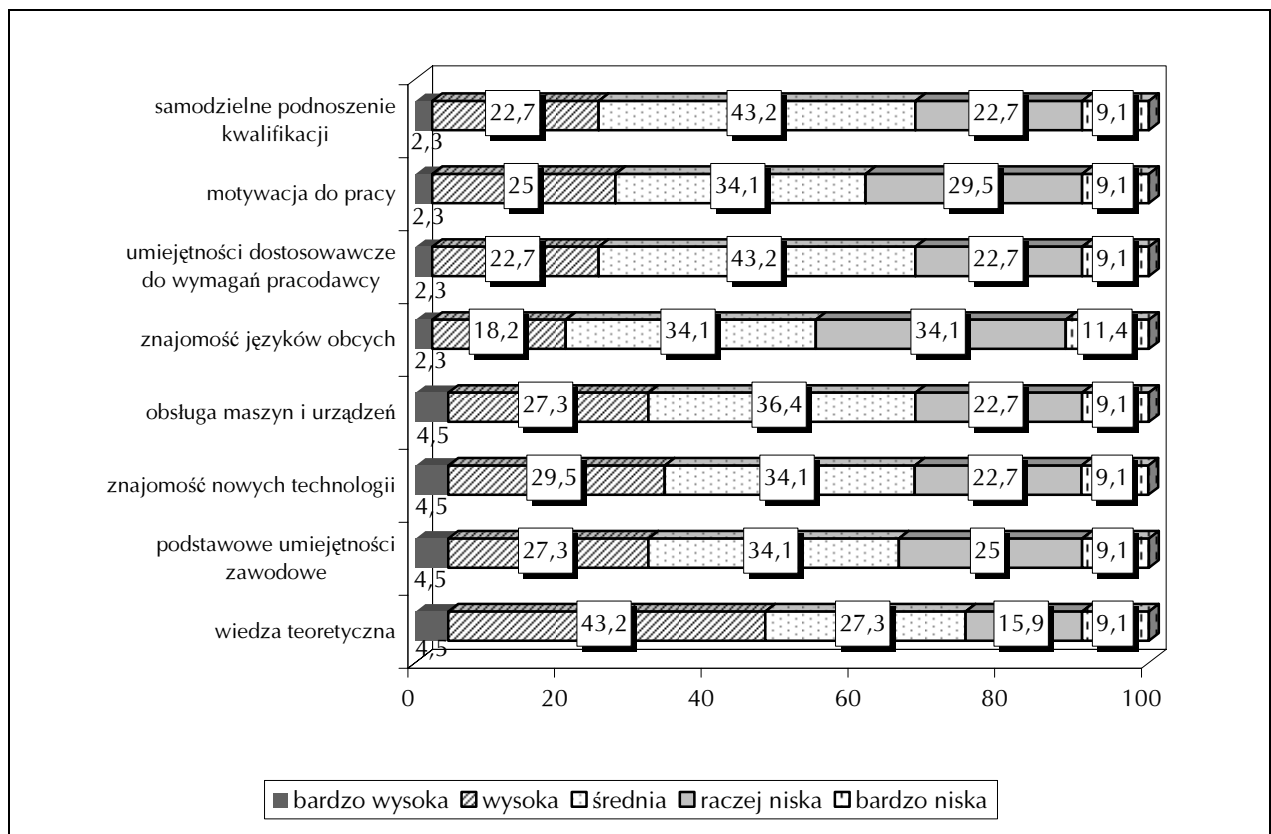 samodzielne podnoszenie
kwalifikacji
2,3 22,7 43,2 22,7 9,1
motywacja do pracy
2,3 25 34,1 29,5 9,1
umiejętności dostosowawcze
do wymagań pracodawcy
2,3 22,7 43,2 22,7 9,1
znajomość języków obcych
2,3 18,2 34,1 34,1 11,4
obsługa maszyn i urządzeń
4,5 27,3 36,4 22,7 9,1
znajomość nowych technologii
4,5 29,5 34,1 22,7 9,1
podstawowe umiejętności
zawodowe
4,5 27,3 34,1 25 9,1
wiedza teoretyczna
4,5 43,2 27,3 15,9 9,1
0 20 40 60 80 100
bardzo wysoka wysoka średnia raczej niska bardzo niska